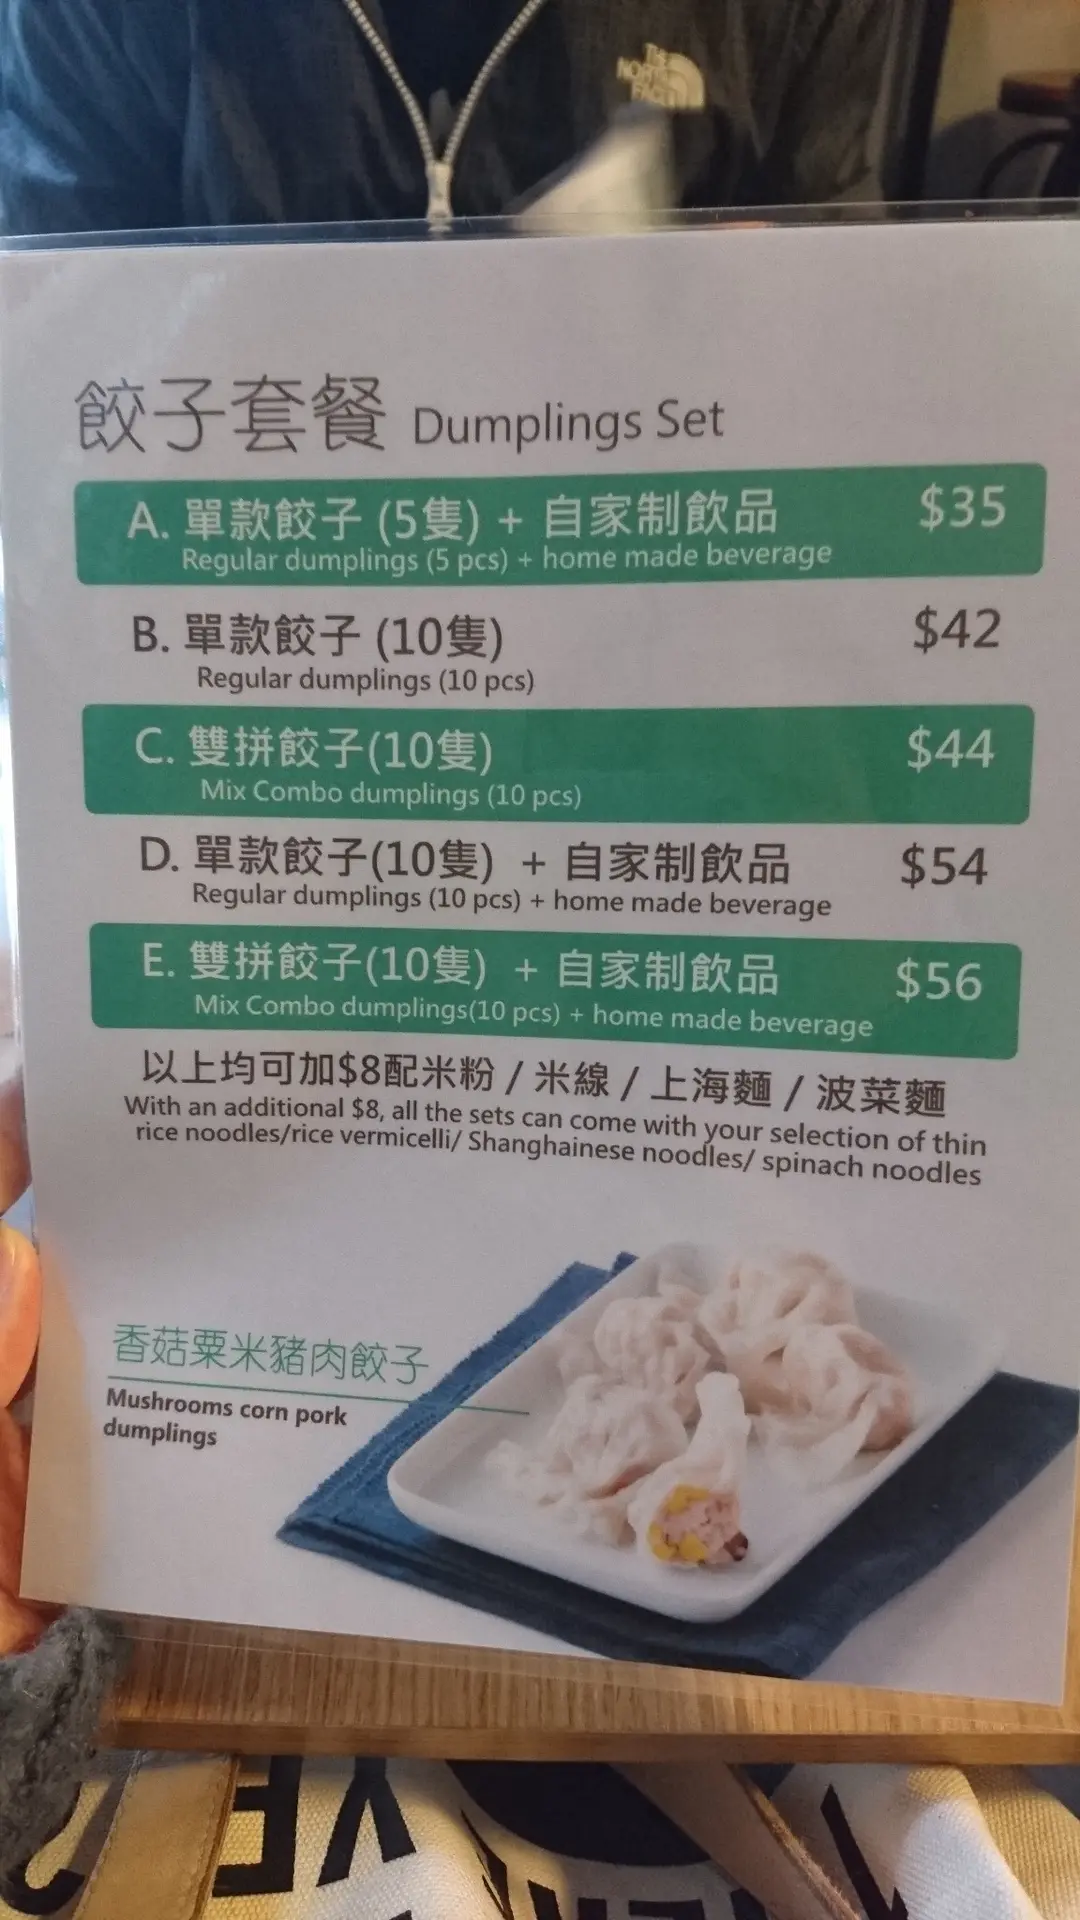 THE
NORTH
FACE
餃子套餐 Dumplings Set
A. 單款餃子 (5隻) + 自家制飲品 $35
Regular dumplings (5 pcs) + home made beverage
B. 單款餃子 (10隻) $42
Regular dumplings (10 pcs)
C. 雙拼餃子(10隻) $44
Mix Combo dumplings (10 pcs)
D. 單款餃子(10隻) + 自家制飲品 $54
Regular dumplings (10 pcs) + home made beverage
E. 雙拼餃子(10隻) + 自家制飲品 $56
Mix Combo dumplings(10 pcs) + home made beverage
以上均可加$8配米粉 / 米線 / 上海麵 / 波菜麵
With an additional $8, all the sets can come with your selection of thin
rice noodles/rice vermicelli/ Shanghainese noodles/ spinach noodles
香菇粟米豬肉餃子
Mushrooms corn pork
dumplings